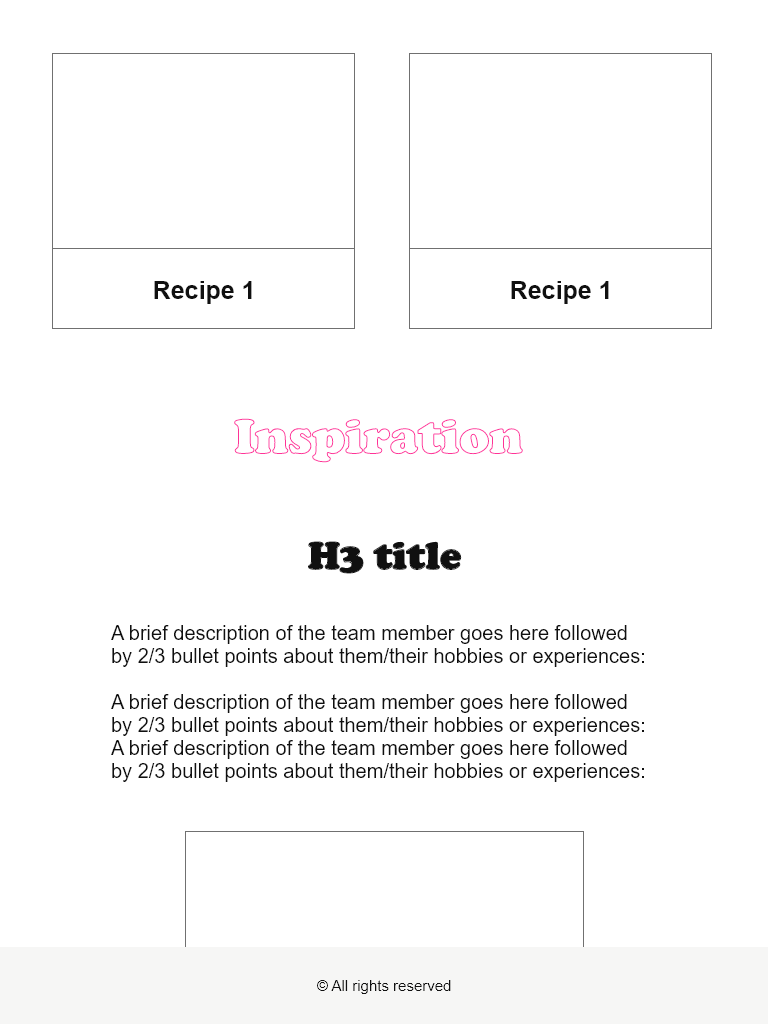 Recipe 1
Recipe 1
Inspiration
H3 title
A brief description of the team member goes here followed
by 2/3 bullet points about them/their hobbies or experiences:
A brief description of the team member goes here followed
by 2/3 bullet points about them/their hobbies or experiences:
A brief description of the team member goes here followed
by 2/3 bullet points about them/their hobbies or experiences:
© All rights reserved